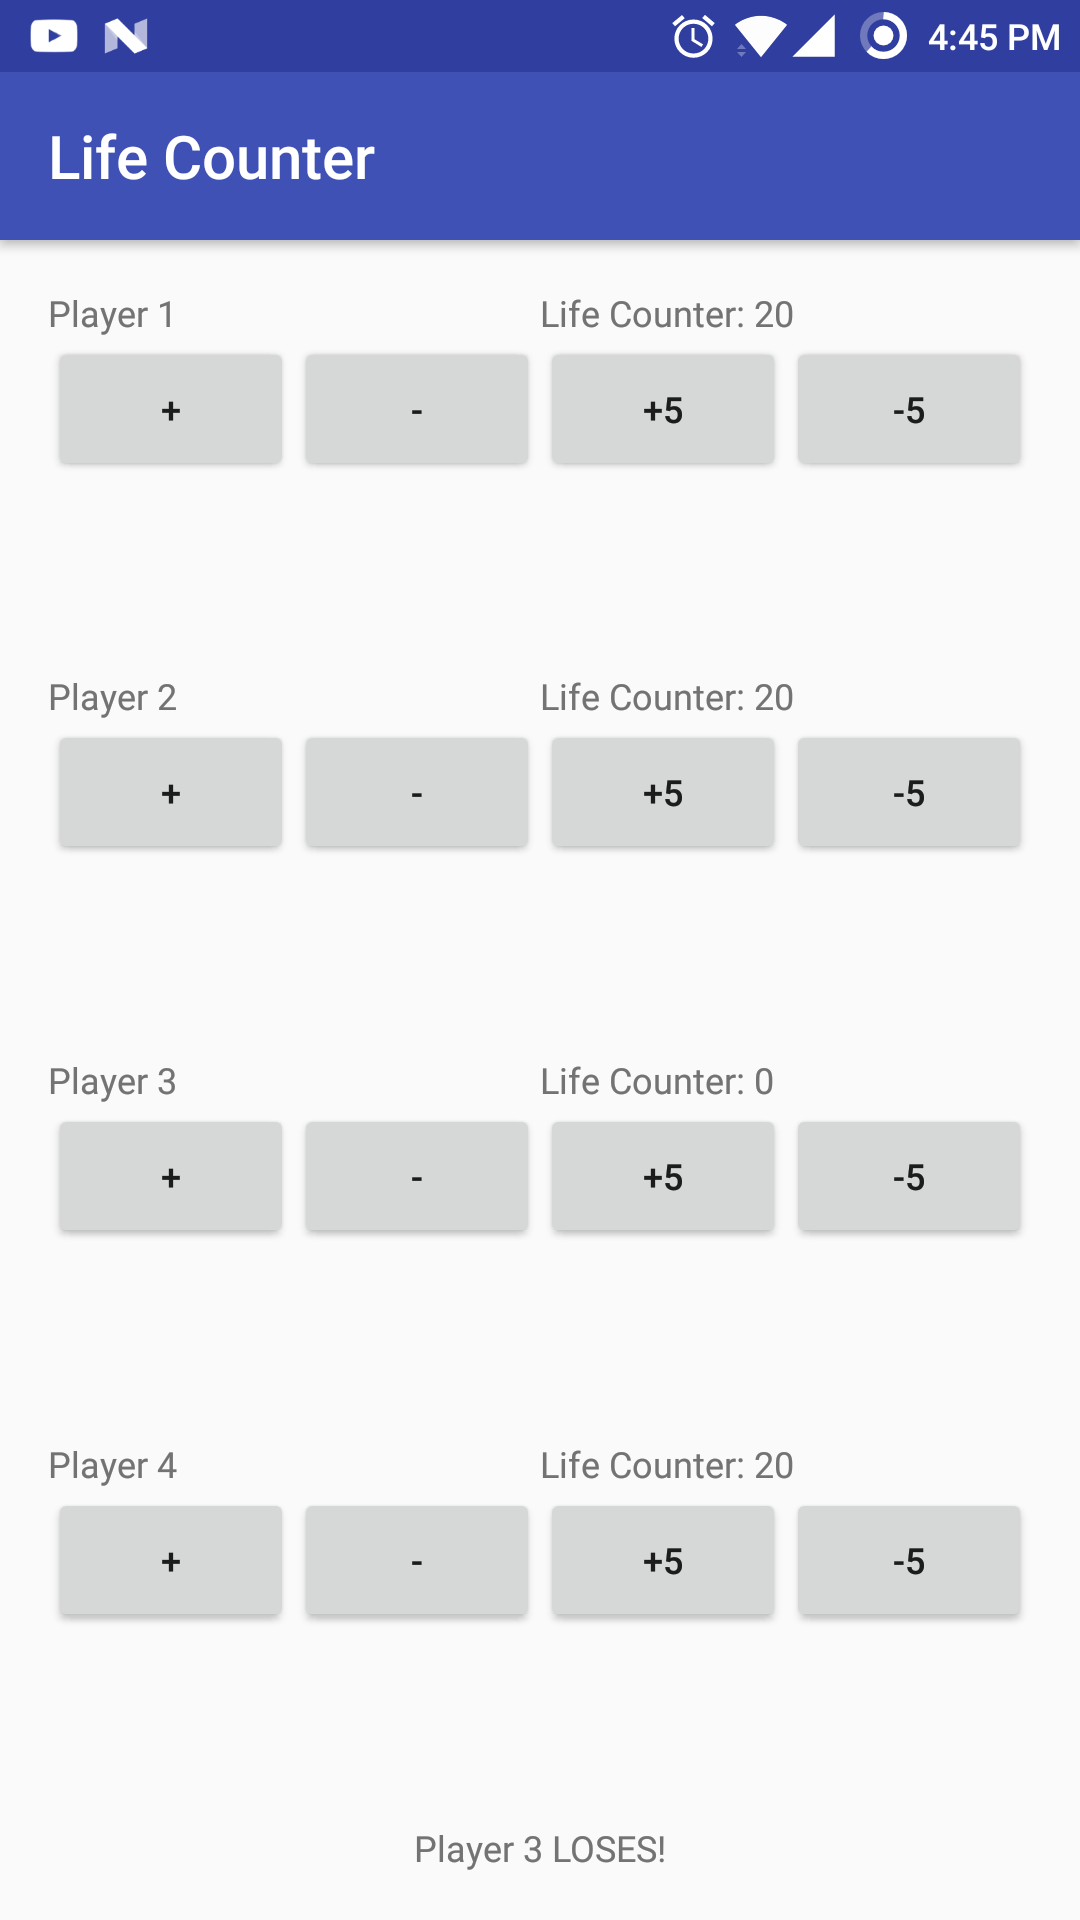 4:45 PM
Life Counter
Player 1 Life Counter: 20
+ - +5 -5
Player 2 Life Counter: 20
+ - +5 -5
Player 3 Life Counter: 0
+ - +5 -5
Player 4 Life Counter: 20
+ - +5 -5
Player 3 LOSES!